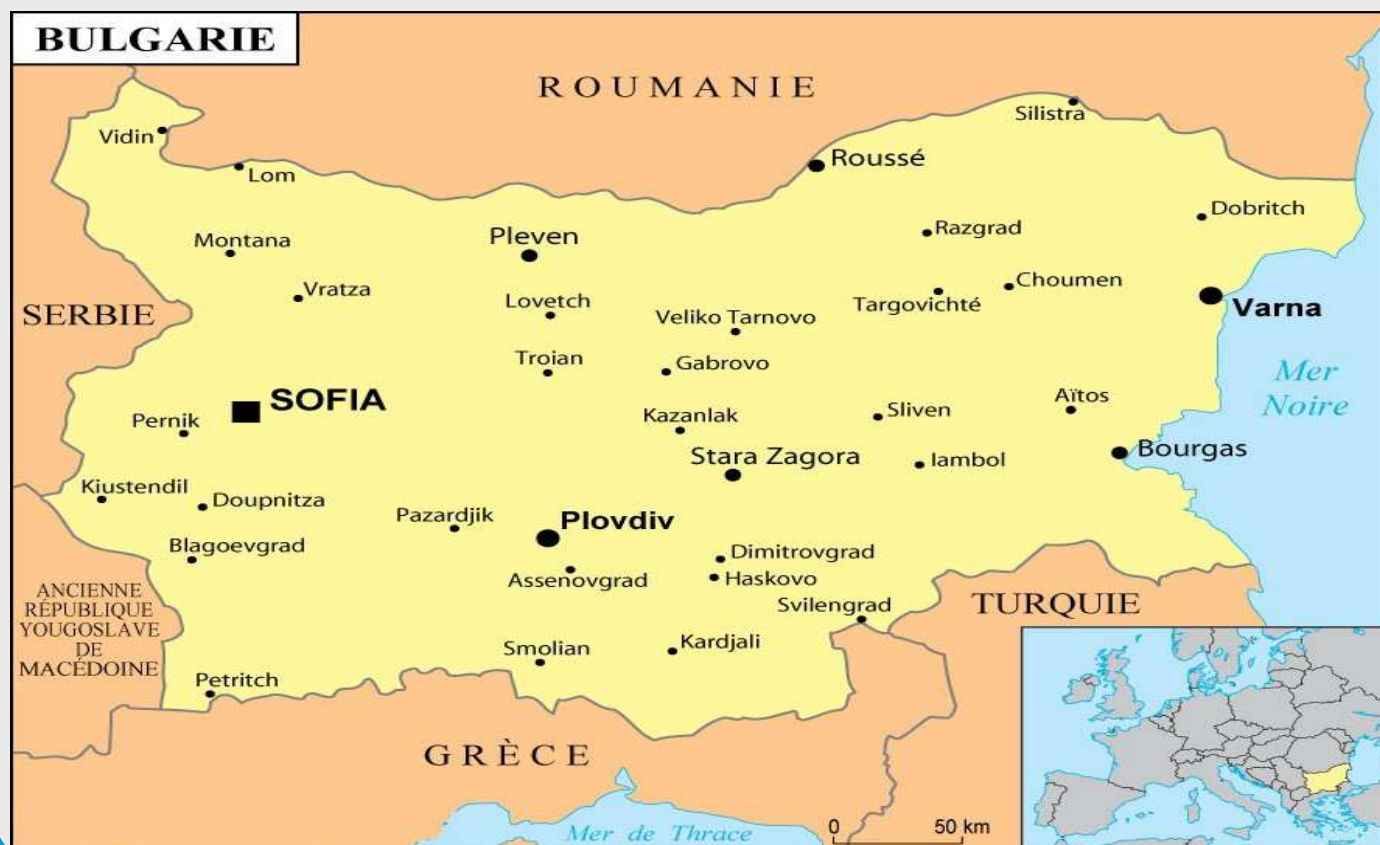 BULGARIE
ROUMANIE
Silistra
Vidin
Roussé
Lom
Dobritch
Razgrad
Montana
Pleven
Choumen
Vratza
Lovetch
Targovichté
SERBIE
Veliko Tarnovo
Varna
Troian
Gabrovo
Mer
Noire
SOFIA
Aïtos
Pernik
Kazanlak
Sliven
Bourgas
Stara Zagora
Iambol
Kiustendil
Doupnitza
Pazardjik
Plovdiv
Blagoevgrad
Dimitrovgrad
Assenovgrad
Haskovo
ANCIENNE
RÉPUBLIQUE
YOUGOSLAVE
DE
MACÉDOINE
Svilengrad
TURQUIE
Smolian
Kardjali
Petritch
GRÈCE
Mer de Thrace
0 50 km